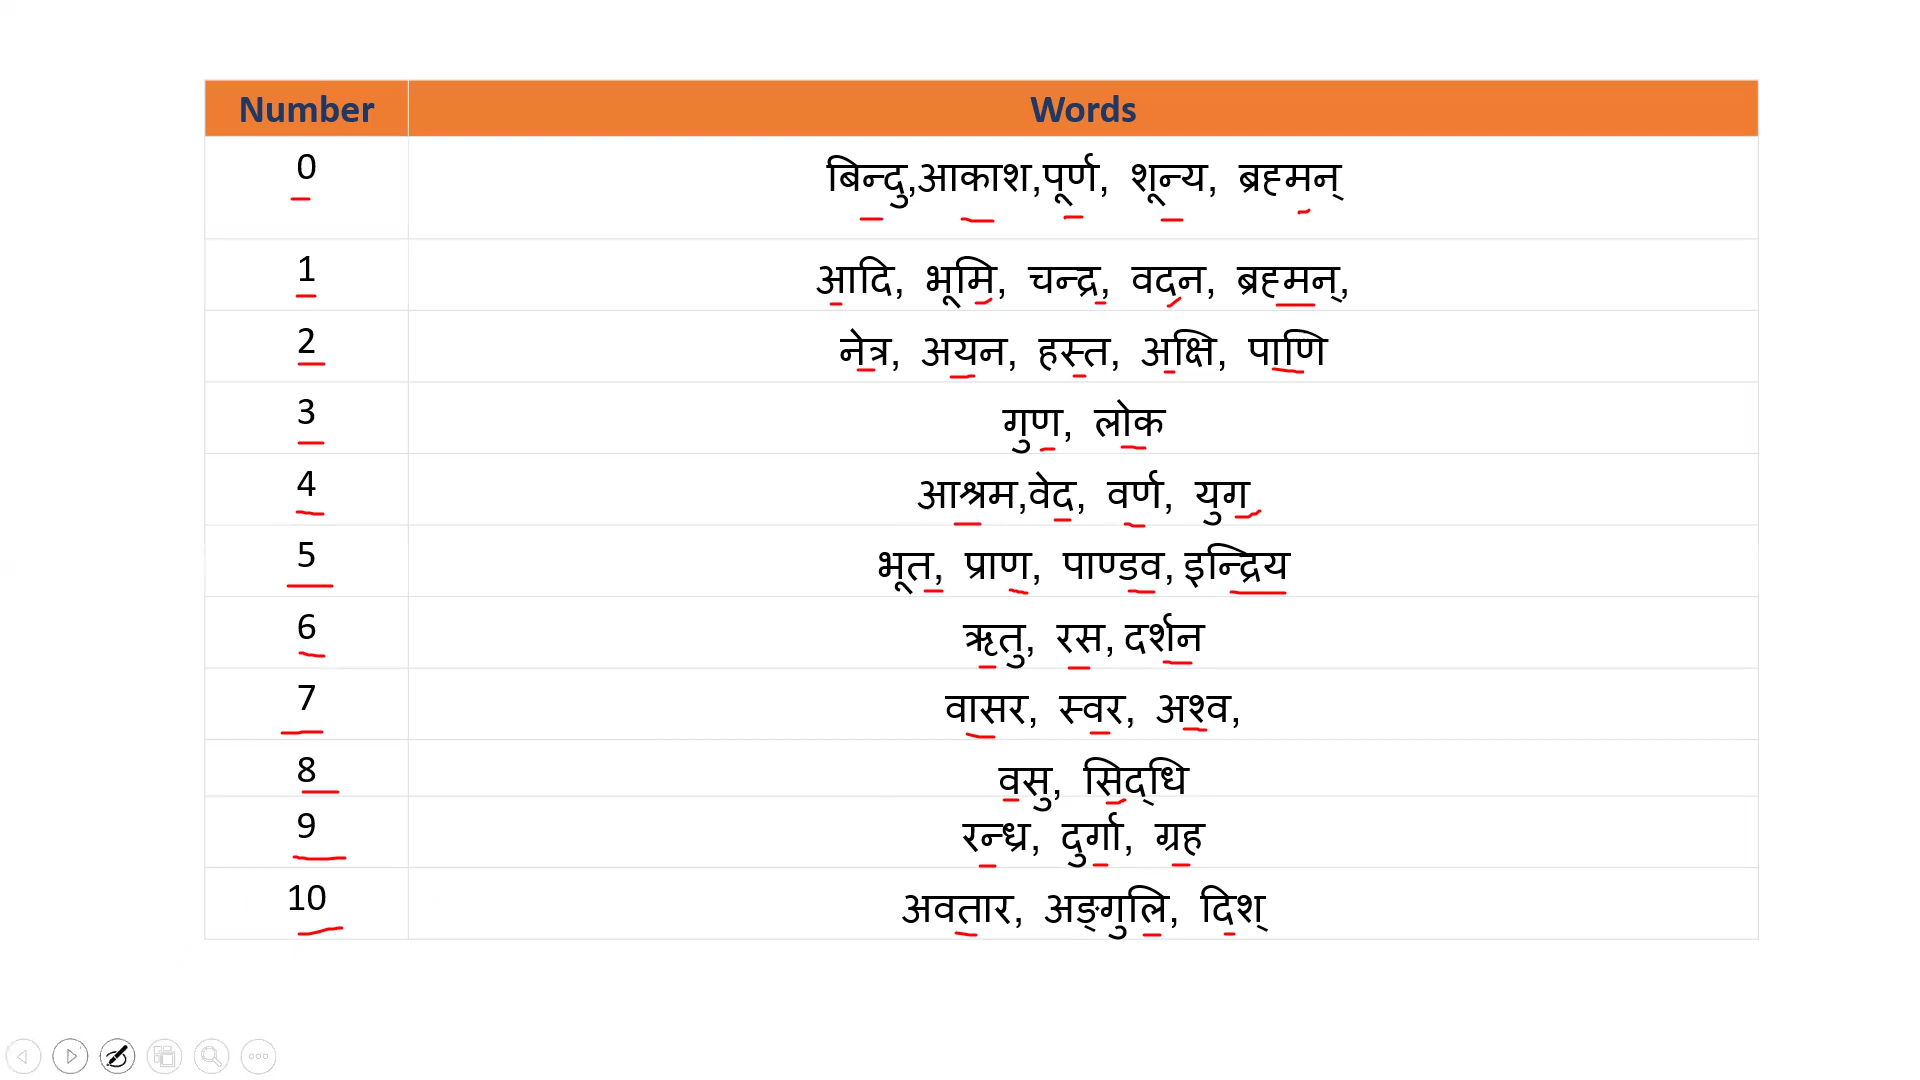 Number Words
0 बिन्दु,आकाश,पूर्ण, शून्य, ब्रह्मन्
1 आदि, भूमि, चन्द्र, वदन, ब्रह्मन्,
2 नेत्र, अयन, हस्त, अक्षि, पाणि
3 गुण, लोक
4 आश्रम,वेद, वर्ण, युग
5 भूत, प्राण, पाण्डव, इन्द्रिय
6 ऋतु, रस, दर्शन
7 वासर, स्वर, अश्व,
8 वसु, सिद्धि
9 रन्ध्र, दुर्गा, ग्रह
10 अवतार, अङ्गुलि, दिश्